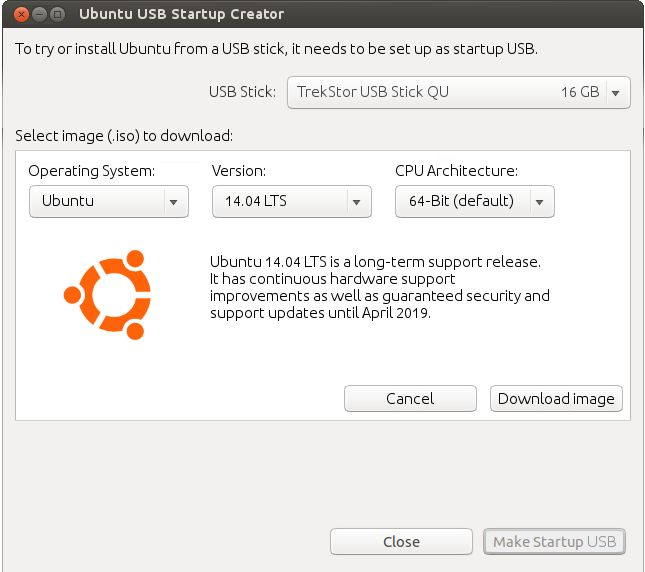 Ubuntu USB Startup Creator
To try or install Ubuntu from a USB stick, it needs to be set up as startup USB.
USB Stick: TrekStor USB Stick QU 16 GB
Select image (.iso) to download:
Operating System: Version: CPU Architecture:
Ubuntu 14.04 LTS 64-Bit (default)
Ubuntu 14.04 LTS is a long-term support release.
It has continuous hardware support
improvements as well as guaranteed security and
support updates until April 2019.
Cancel Download image
Close Make Startup USB